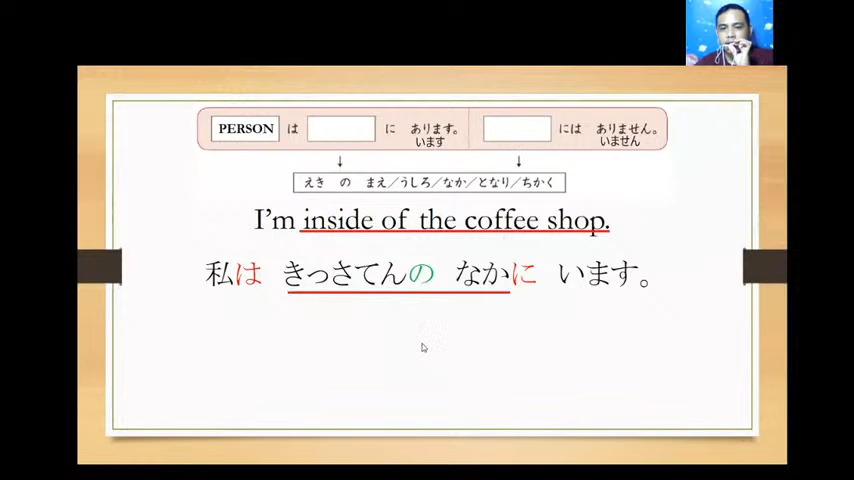 PERSON は に あります。 には ありません。
います いません
えき の まえ/うしろ/なか/となり/ちかく
I'm inside of the coffee shop.
私は きっさてんの なかに います。